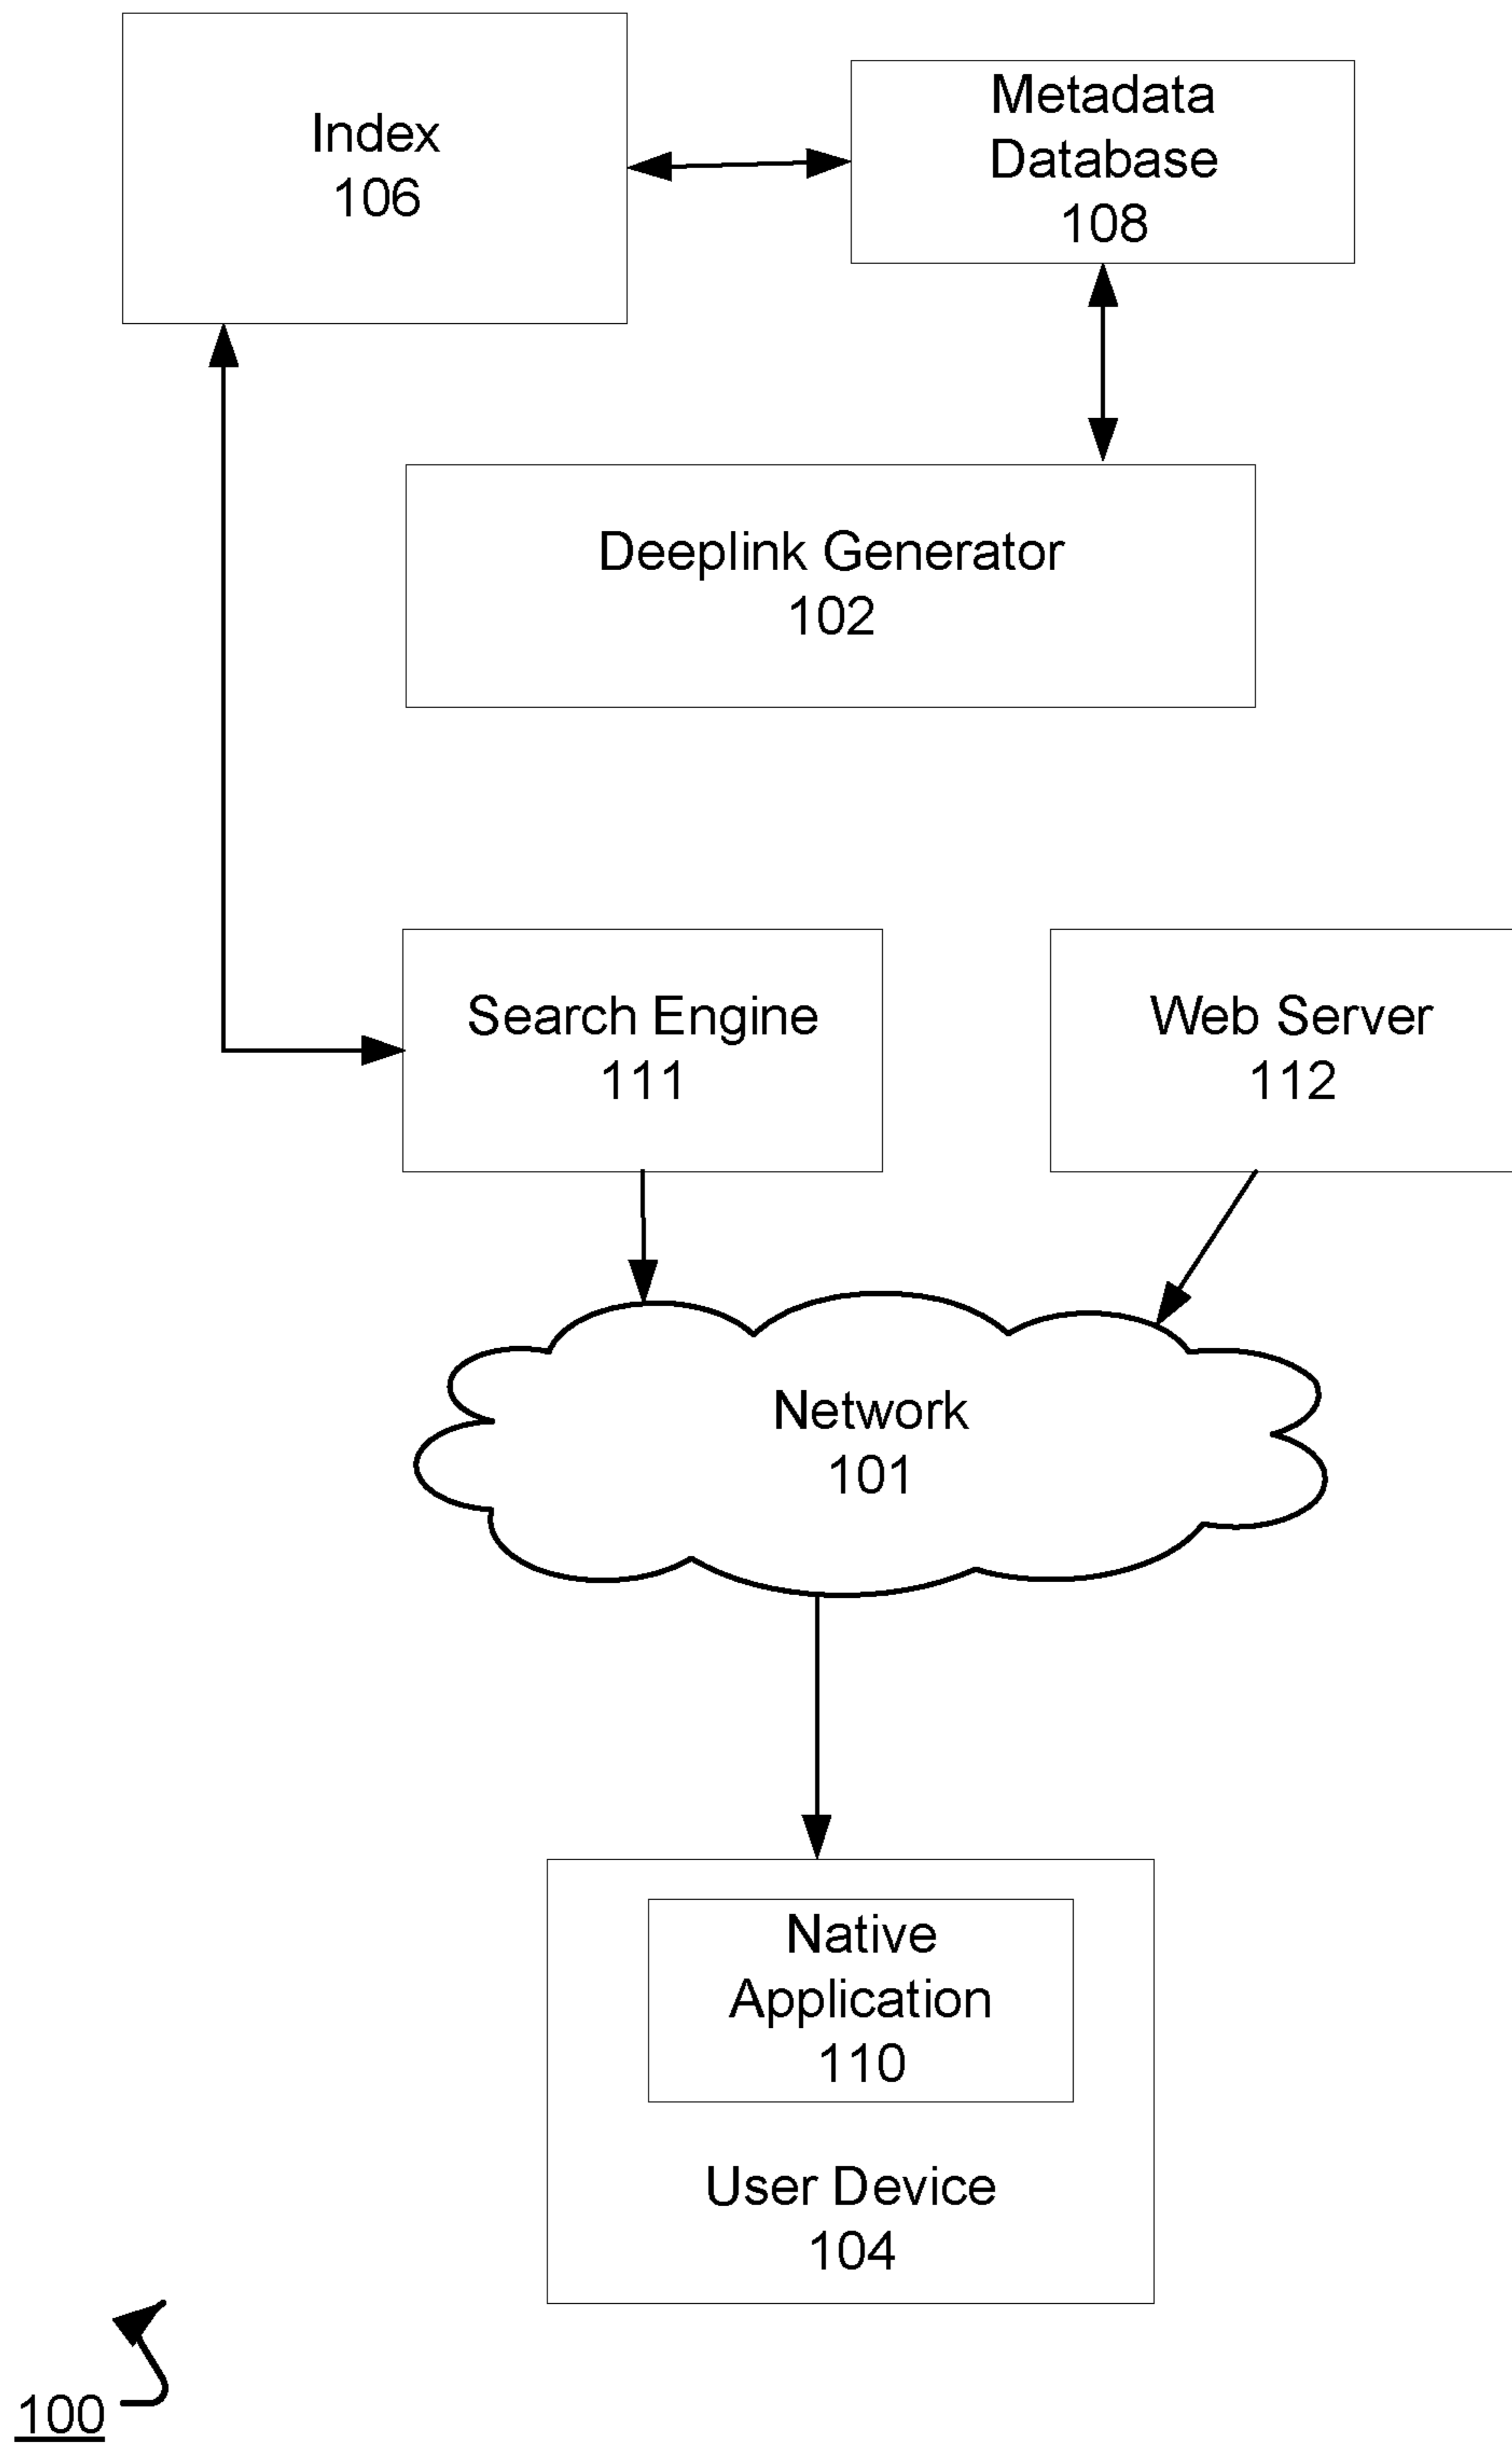 Index
106
Metadata
Database
108
Deeplink Generator
102
Search Engine
111
Web Server
112
Network
101
Native
Application
110
User Device
104
100